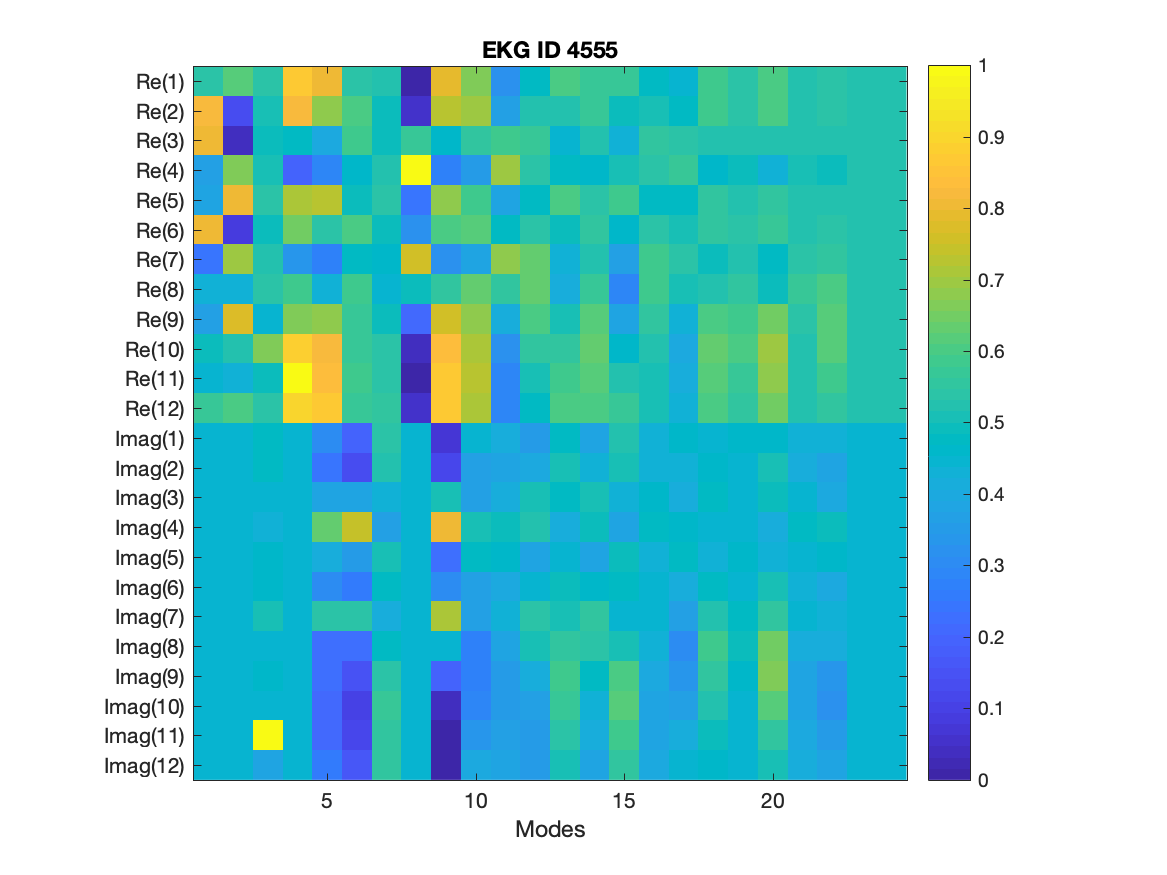 EKG ID 4555
Re(1)
Re(2)
Re(3)
Re(4)
Re(5)
Re(6)
Re(7)
Re(8)
Re(9)
Re(10)
Re(11)
Re(12)
Imag(1)
Imag(2)
Imag(3)
Imag(4)
Imag(5)
Imag(6)
Imag(7)
Imag(8)
Imag(9)
Imag(10)
Imag(11)
Imag(12)
5 10 15 20
Modes
1
0.9
0.8
0.7
0.6
0.5
0.4
0.3
0.2
0.1
0